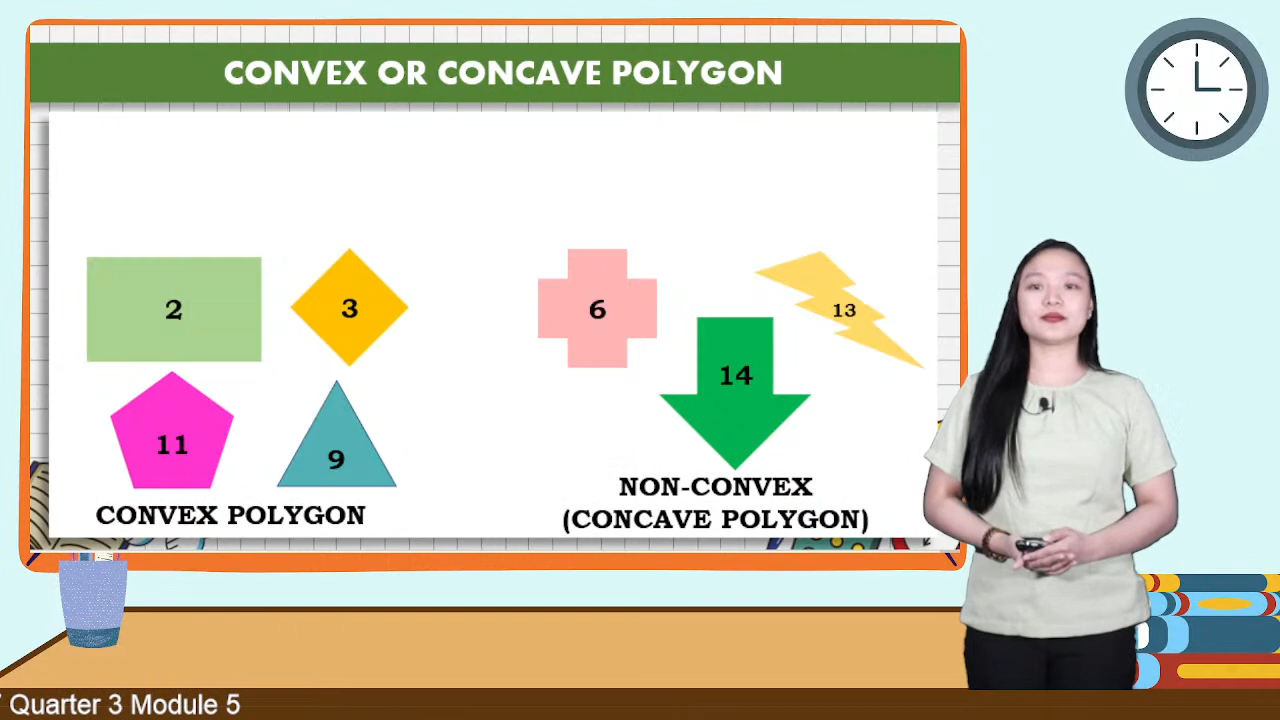 CONVEX OR CONCAVE POLYGON
2
3
6
13
14
11
9
CONVEX POLYGON
NON-CONVEX
(CONCAVE POLYGON)
Quarter 3 Module 5